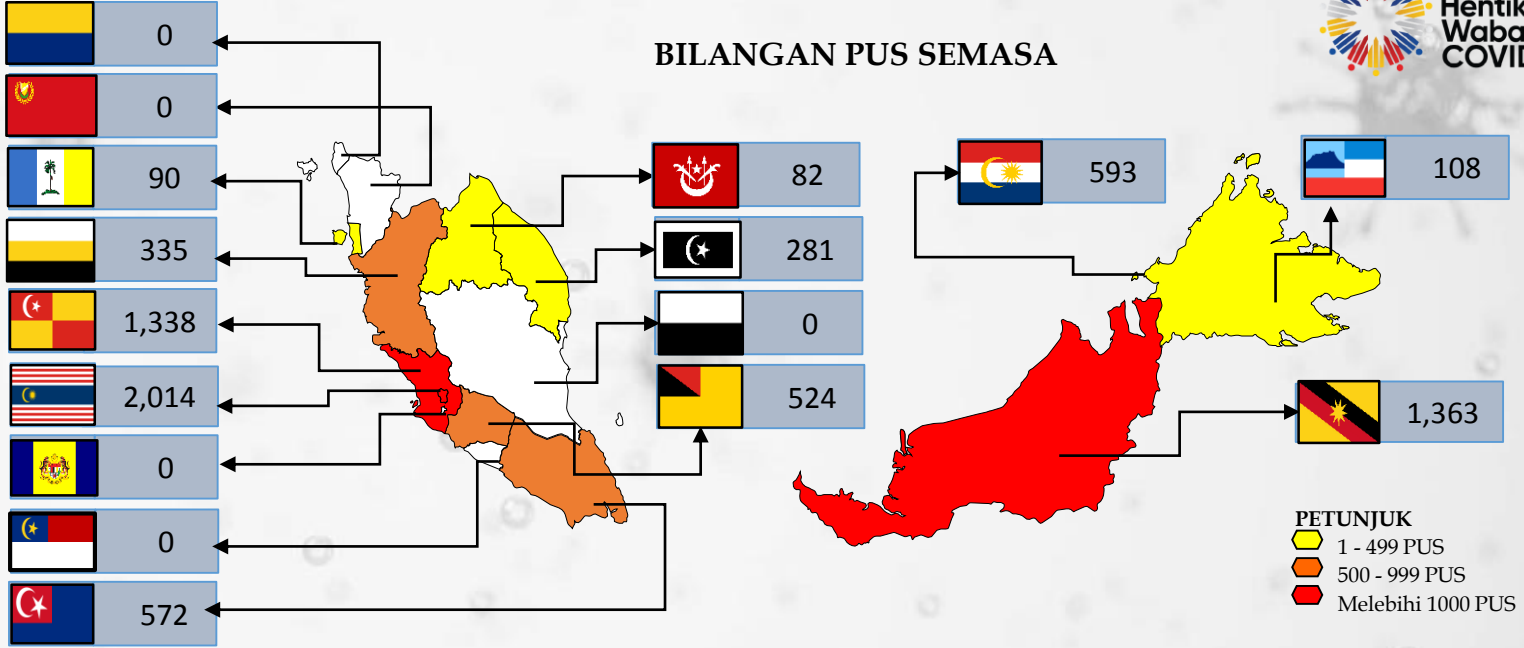 BILANGAN PUS SEMASA
Hentik
Waba
COVID
0
0
90
335
1,338
2,014
0
0
572
82
281
0
524
593
108
1,363
PETUNJUK
1 - 499 PUS
500 - 999 PUS
Melebihi 1000 PUS